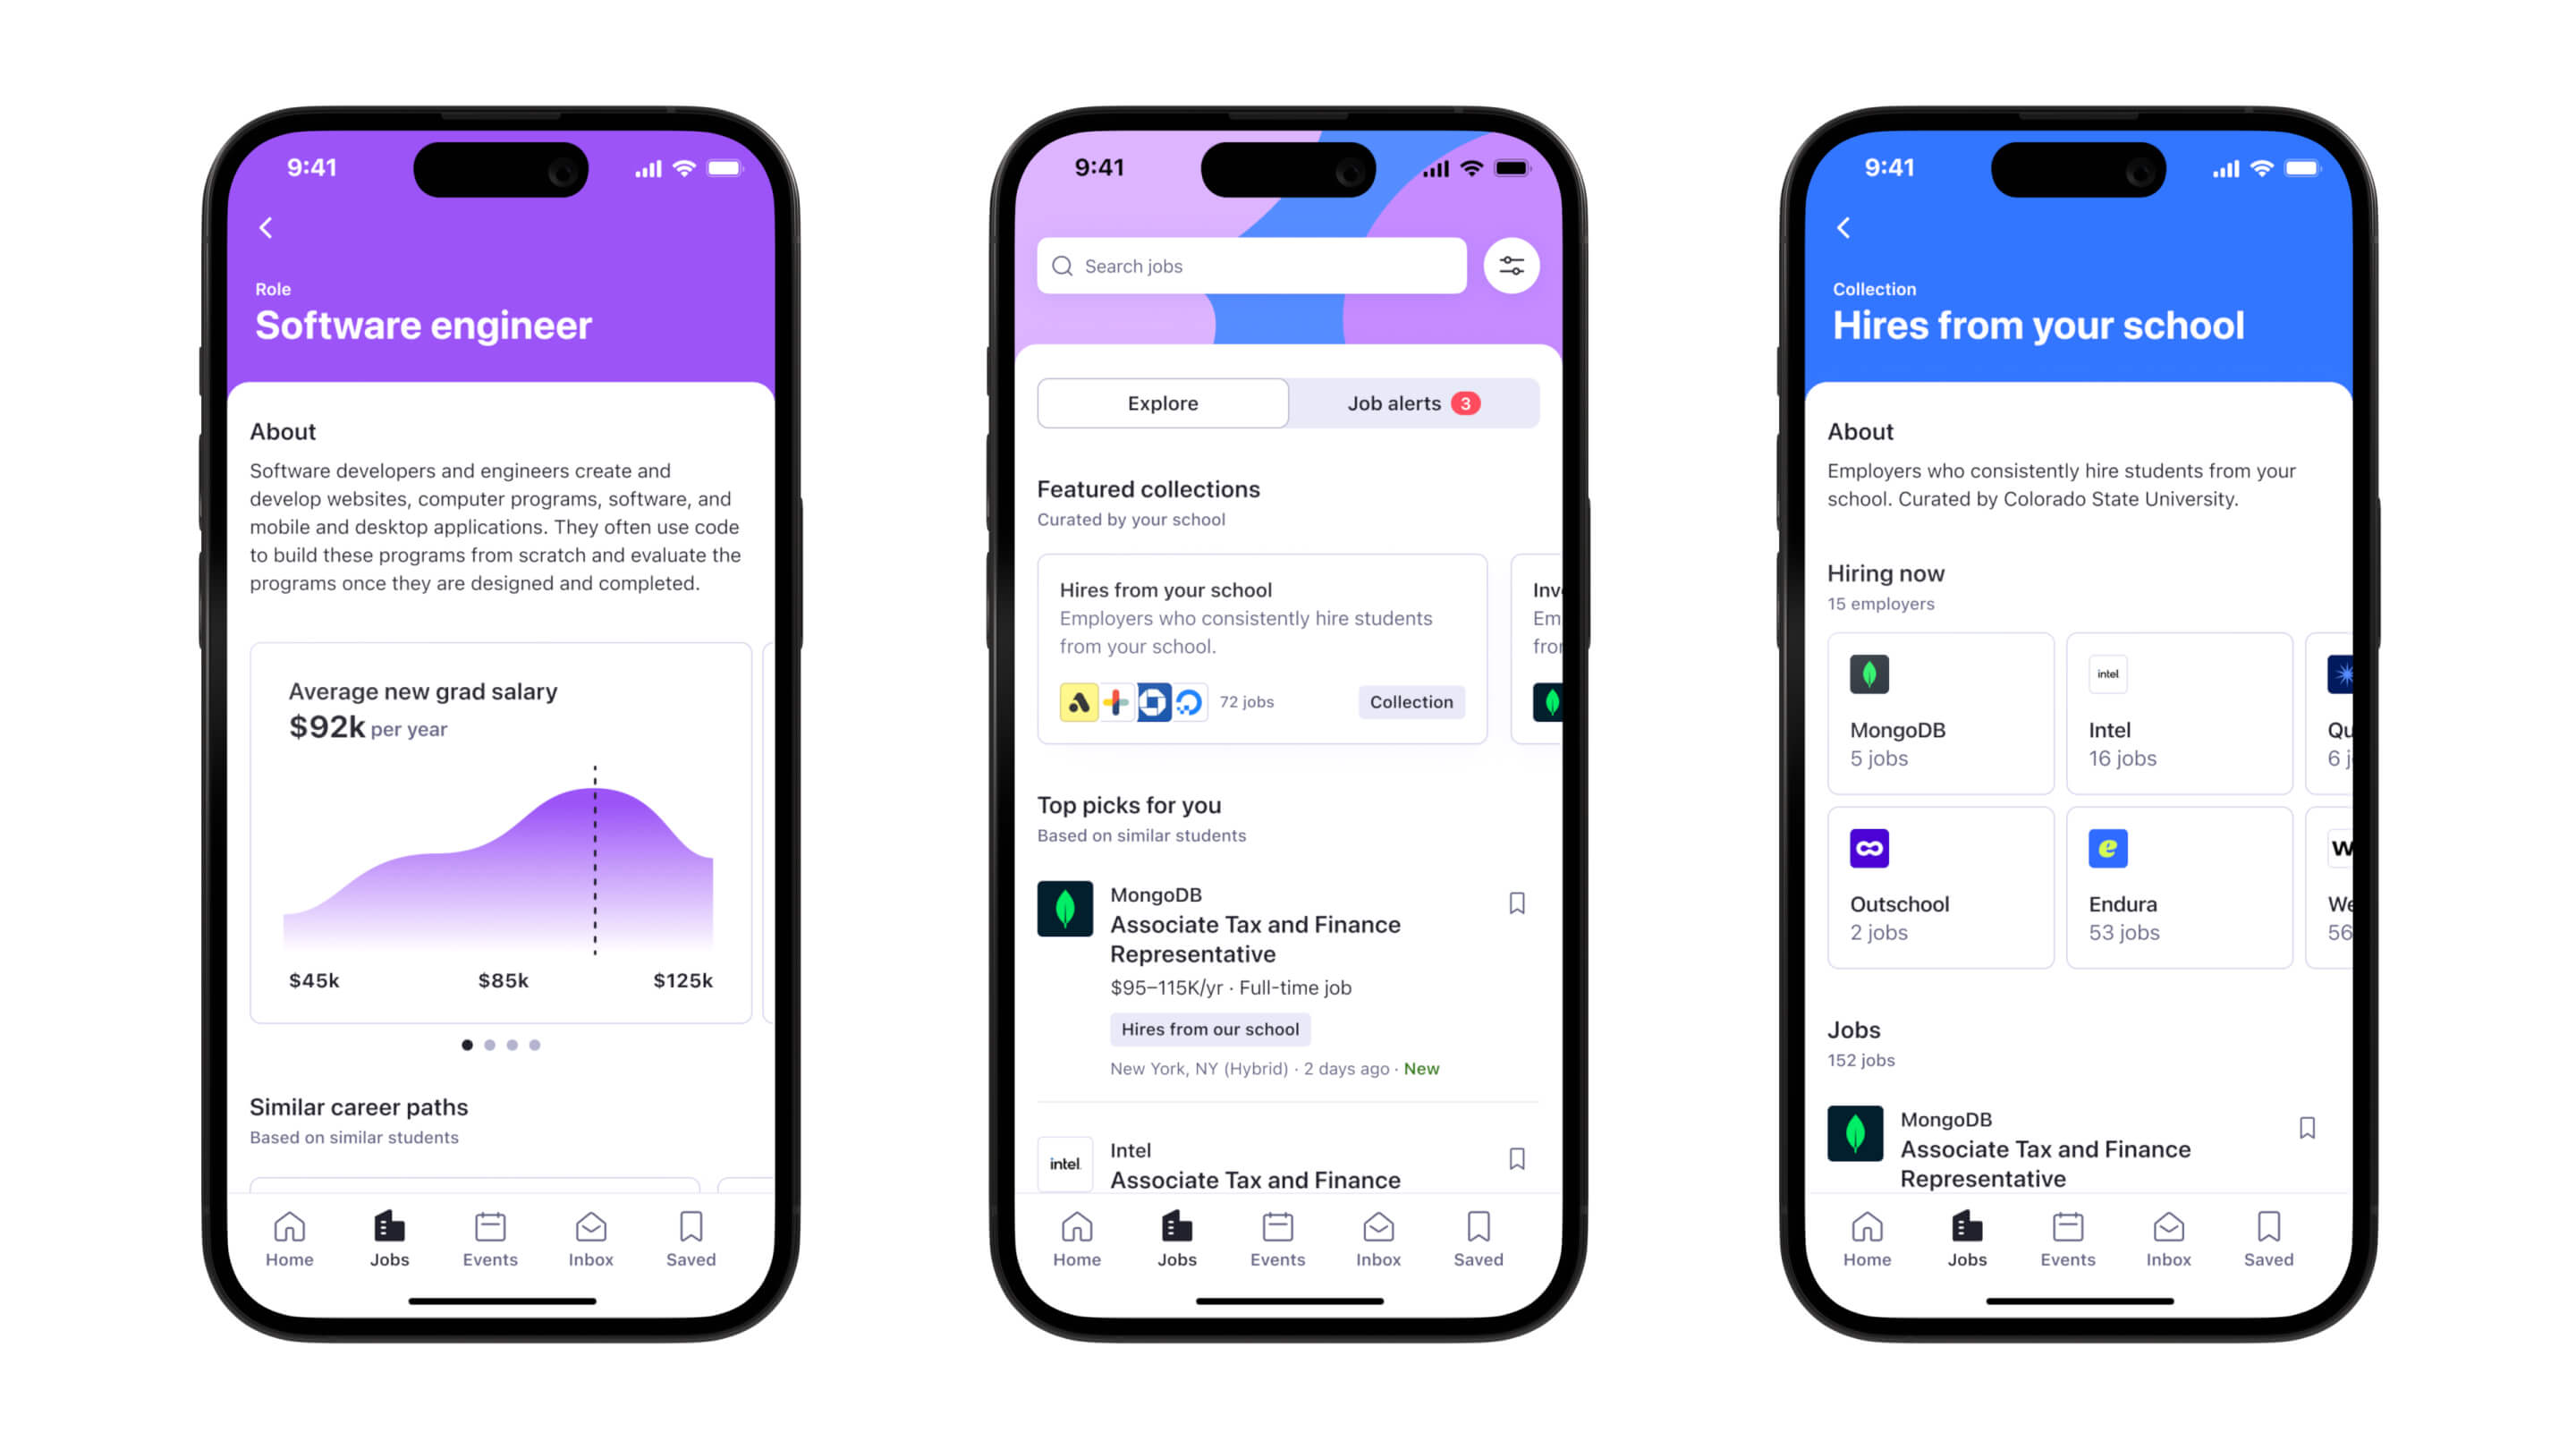 9:41
Role
Software engineer
About
Software developers and engineers create and
develop websites, computer programs, software, and
mobile and desktop applications. They often use code
to build these programs from scratch and evaluate the
programs once they are designed and completed.
Average new grad salary
$92k per year
$45k $85k $125k
Similar career paths
Based on similar students
Home Jobs Events Inbox Saved
9:41
Search jobs
Explore Job alerts 3
Featured collections
Curated by your school
Hires from your school
Employers who consistently hire students
from your school.
72 jobs Collection
Inv
Em
fro
Top picks for you
Based on similar students
MongoDB
Associate Tax and Finance
Representative
$95–115K/yr · Full-time job
Hires from our school
New York, NY (Hybrid) · 2 days ago · New
intel.
Intel
Associate Tax and Finance
Home Jobs Events Inbox Saved
9:41
Collection
Hires from your school
About
Employers who consistently hire students from your
school. Curated by Colorado State University.
Hiring now
15 employers
MongoDB
5 jobs
intel
Intel
16 jobs
Qu
6 j
Outschool
2 jobs
e
Endura
53 jobs
W
We
56
Jobs
152 jobs
MongoDB
Associate Tax and Finance
Representative
Home Jobs Events Inbox Saved